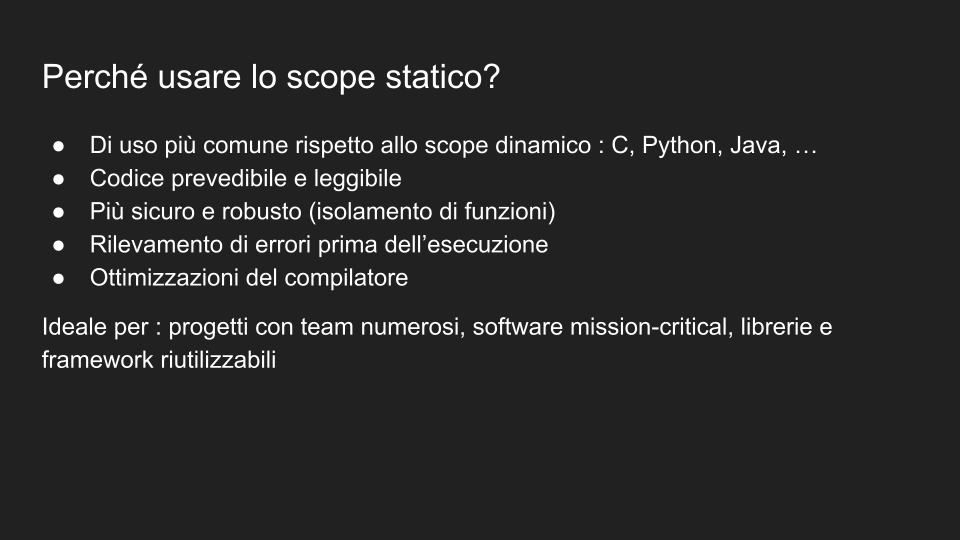 Perché usare lo scope statico?
● Di uso più comune rispetto allo scope dinamico : C, Python, Java, …
● Codice prevedibile e leggibile
● Più sicuro e robusto (isolamento di funzioni)
● Rilevamento di errori prima dell’esecuzione
● Ottimizzazioni del compilatore
Ideale per : progetti con team numerosi, software mission-critical, librerie e
framework riutilizzabili